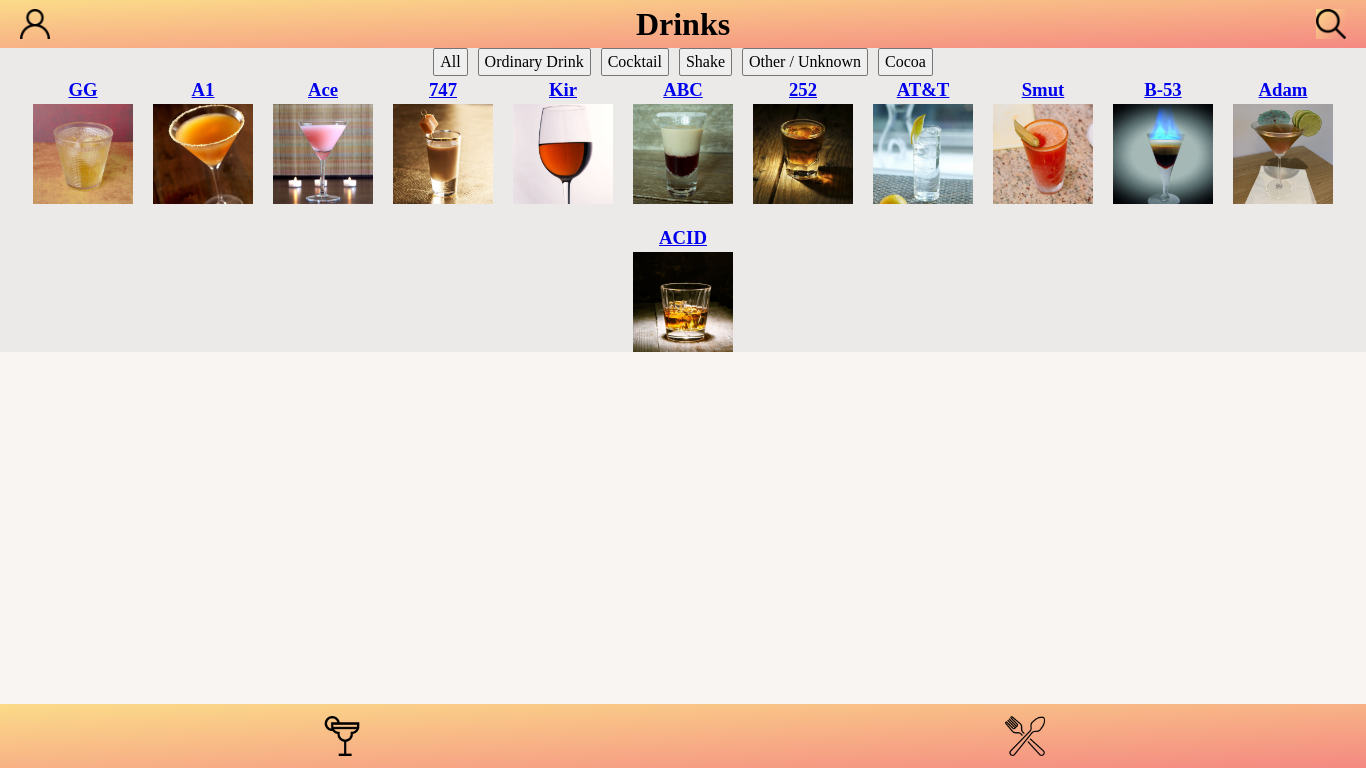 Drinks
All Ordinary Drink Cocktail Shake Other / Unknown Cocoa
GG A1 Ace 747 Kir ABC 252 AT&T Smut B-53 Adam
ACID